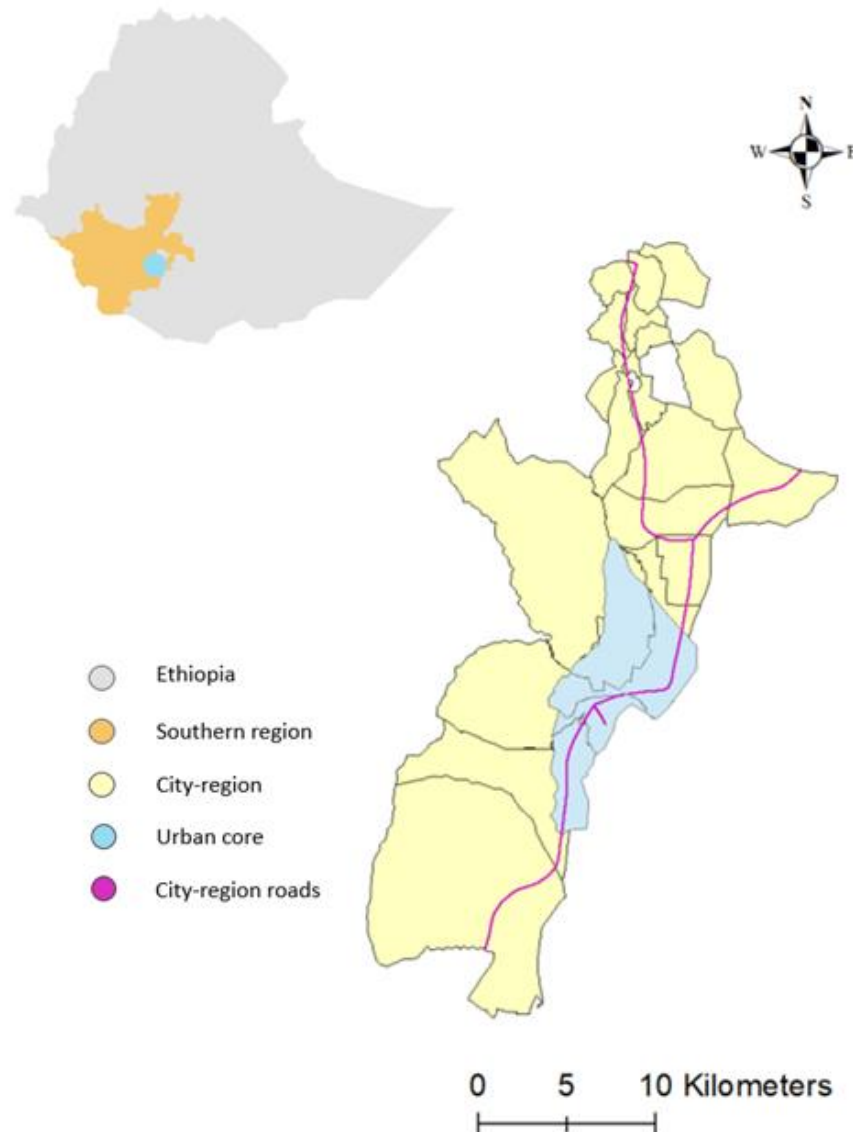 N
W E
S
Ethiopia
Southern region
City-region
Urban core
City-region roads
0 5 10 Kilometers